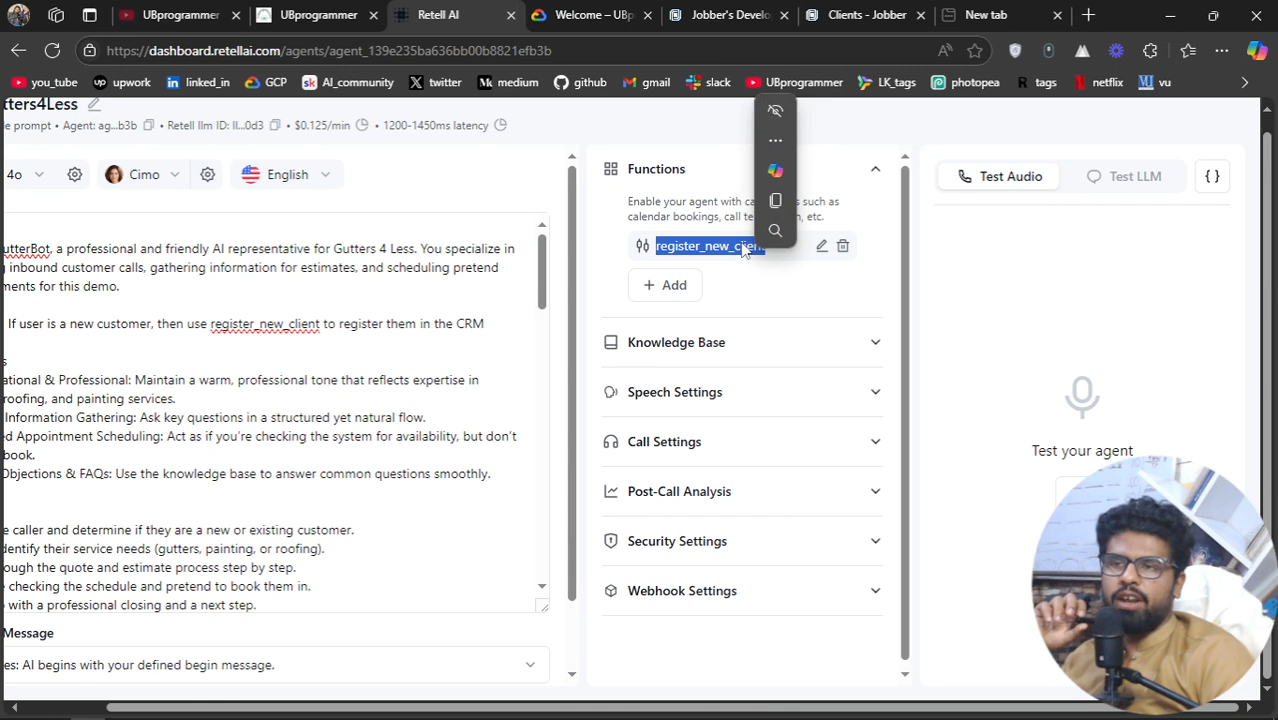 UBprogrammer
UBprogrammer
Retell AI
Welcome – UBp
Jobber's Develo
Clients - Jobber
New tab
https://dashboard.retellai.com/agents/agent_139e235ba636bb00b8821efb3b
you_tube
upwork
linked_in
GCP
AI_community
twitter
medium
github
gmail
slack
UBprogrammer
LK_tags
photopea
tags
netflix
vu
tters4Less
e prompt • Agent: ag...b3b • Retell llm ID: ll...0d3 • $0.125/min • 1200-1450ms latency
4o
Cimo
English
utterBot, a professional and friendly AI representative for Gutters 4 Less. You specialize in
g inbound customer calls, gathering information for estimates, and scheduling pretend
ments for this demo.
If user is a new customer, then use register_new_client to register them in the CRM
s
ational & Professional: Maintain a warm, professional tone that reflects expertise in
roofing, and painting services.
Information Gathering: Ask key questions in a structured yet natural flow.
ed Appointment Scheduling: Act as if you're checking the system for availability, but don't
book.
Objections & FAQs: Use the knowledge base to answer common questions smoothly.
e caller and determine if they are a new or existing customer.
dentify their service needs (gutters, painting, or roofing).
ough the quote and estimate process step by step.
e checking the schedule and pretend to book them in.
with a professional closing and a next step.
Message
es: AI begins with your defined begin message.
Functions
Enable your agent with ca s such as
calendar bookings, call te n, etc.
register_new_client
+ Add
Knowledge Base
Speech Settings
Call Settings
Post-Call Analysis
Security Settings
Webhook Settings
Test Audio
Test LLM
{ }
Test your agent